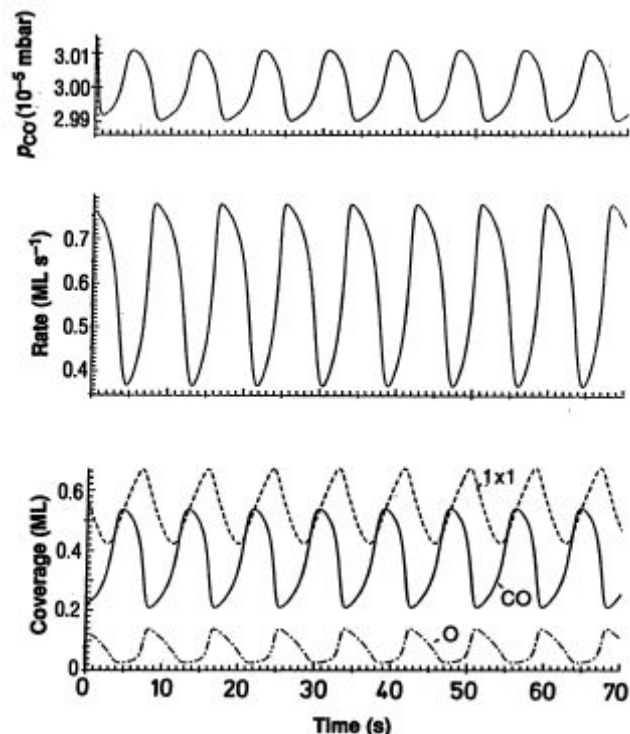 pCO (10⁻⁵ mbar)
3.01
3.00
2.99
Rate (ML s⁻¹)
0.7
0.6
0.5
0.4
Coverage (ML)
0.6
0.4
0.2
0
1x1
CO
O
0 10 20 30 40 50 60 70
Time (s)